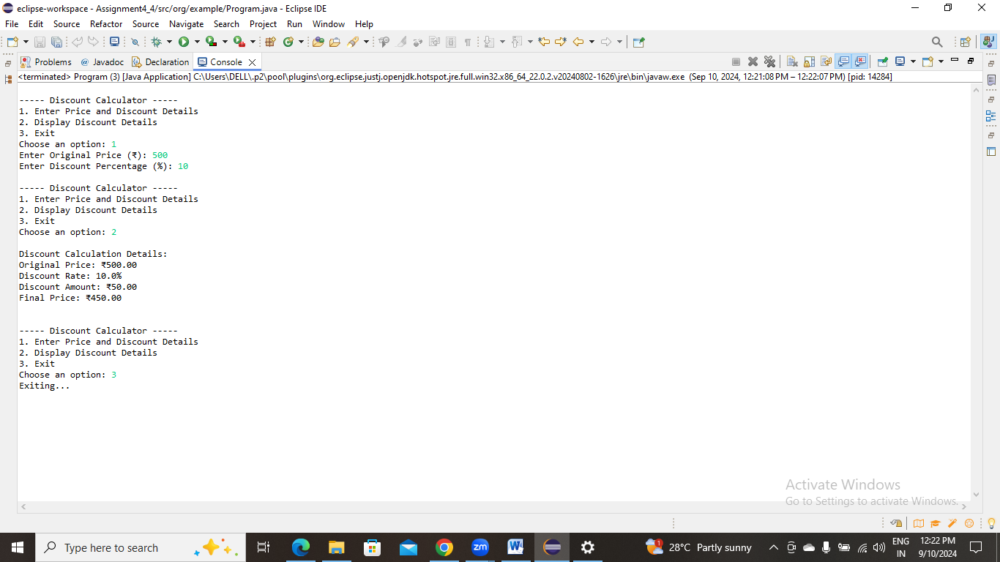 eclipse-workspace - Assignment4_4/src/org/example/Program.java - Eclipse IDE
File Edit Source Refactor Source Navigate Search Project Run Window Help
Problems @ Javadoc Declaration Console
<terminated> Program (3) [Java Application] C:\Users\DELL\.p2\pool\plugins\org.eclipse.justj.openjdk.hotspot.jre.full.win32.x86_64_22.0.2.v20240802-1626\jre\bin\javaw.exe (Sep 10, 2024, 12:21:08 PM – 12:22:07 PM) [pid: 14284]
----- Discount Calculator -----
1. Enter Price and Discount Details
2. Display Discount Details
3. Exit
Choose an option: 1
Enter Original Price (₹): 500
Enter Discount Percentage (%): 10
----- Discount Calculator -----
1. Enter Price and Discount Details
2. Display Discount Details
3. Exit
Choose an option: 2
Discount Calculation Details:
Original Price: ₹500.00
Discount Rate: 10.0%
Discount Amount: ₹50.00
Final Price: ₹450.00
----- Discount Calculator -----
1. Enter Price and Discount Details
2. Display Discount Details
3. Exit
Choose an option: 3
Exiting...
Activate Windows
Go to Settings to activate Windows.
Type here to search
zm
W
1
28°C Partly sunny
ENG
IN
12:22 PM
9/10/2024